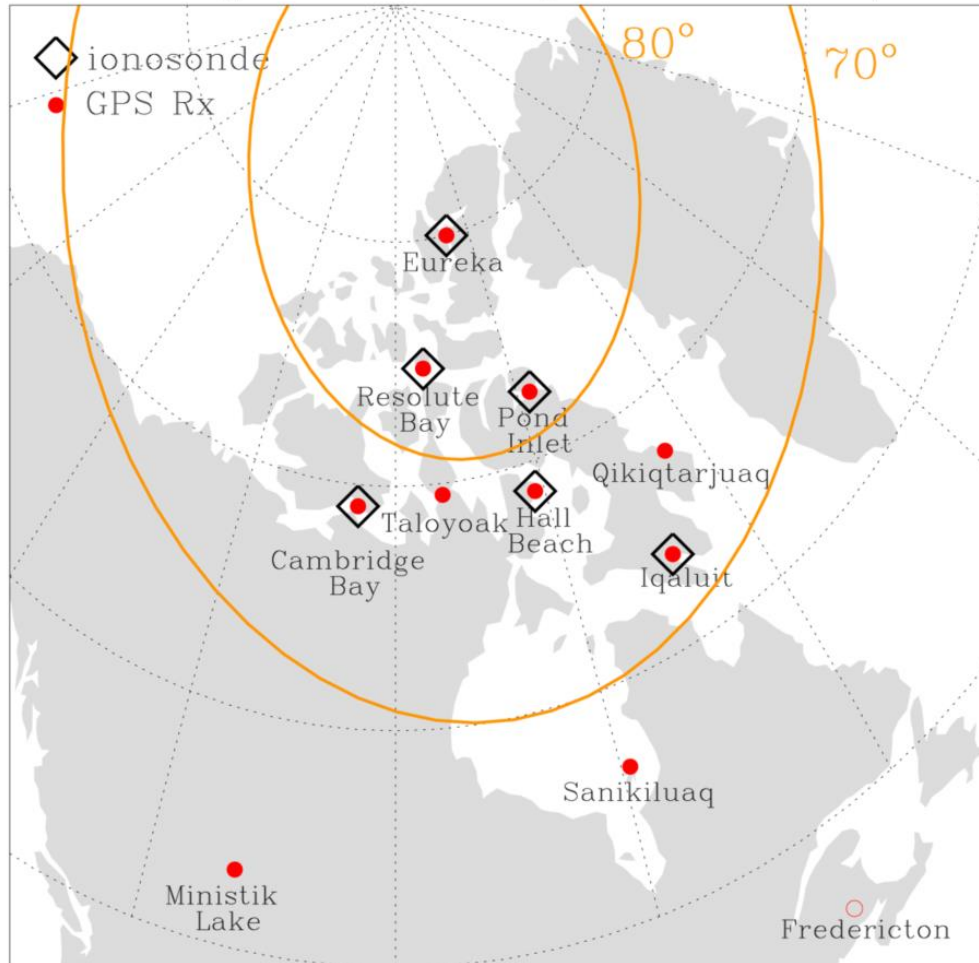 80°
70°
ionosonde
GPS Rx
Eureka
Resolute
Bay
Pond
Inlet
Qikiqtarjuaq
Taloyoak
Hall
Beach
Cambridge
Bay
Iqaluit
Sanikiluaq
Ministik
Lake
Fredericton